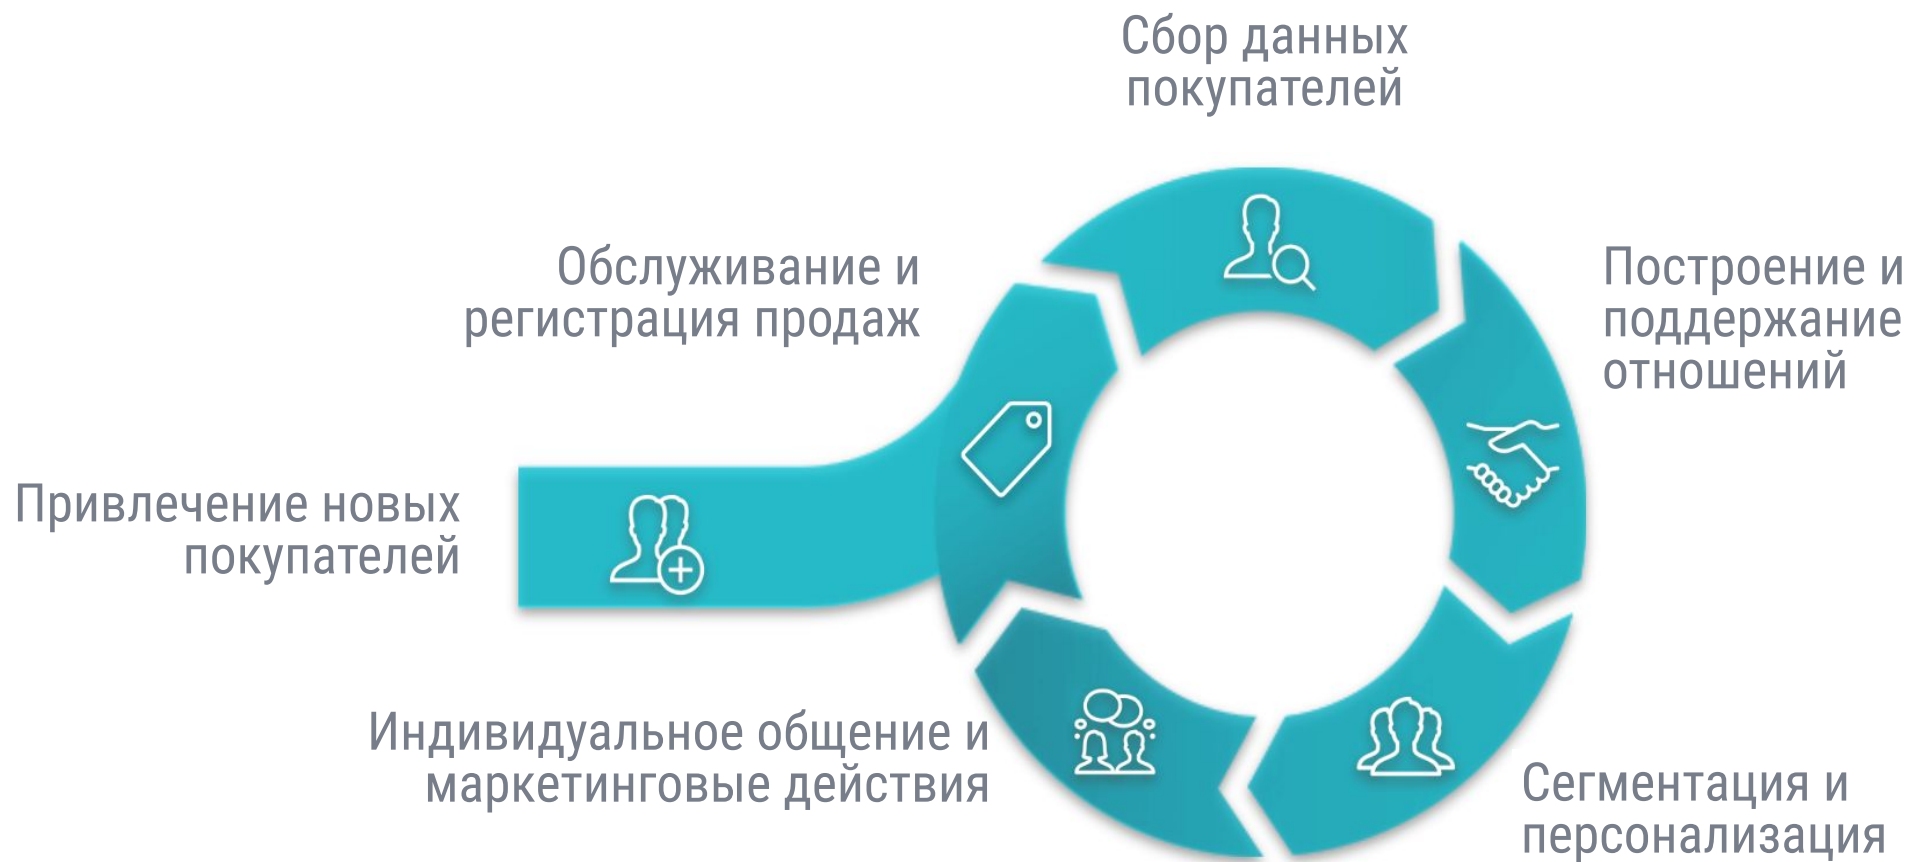 Сбор данных
покупателей
Обслуживание и
регистрация продаж
Построение и
поддержание
отношений
Привлечение новых
покупателей
Индивидуальное общение и
маркетинговые действия
Сегментация и
персонализация